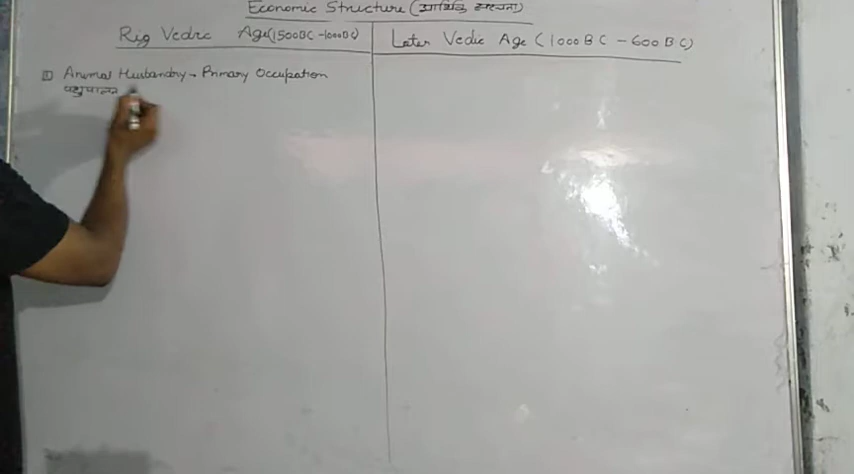 Economic Structure (आर्थिक संरचना)
Rig Vedic Age (1500BC-1000BC)
Later Vedic Age (1000 BC - 600 BC)
① Animal Husbandry - Primary Occupation
पशुपालन